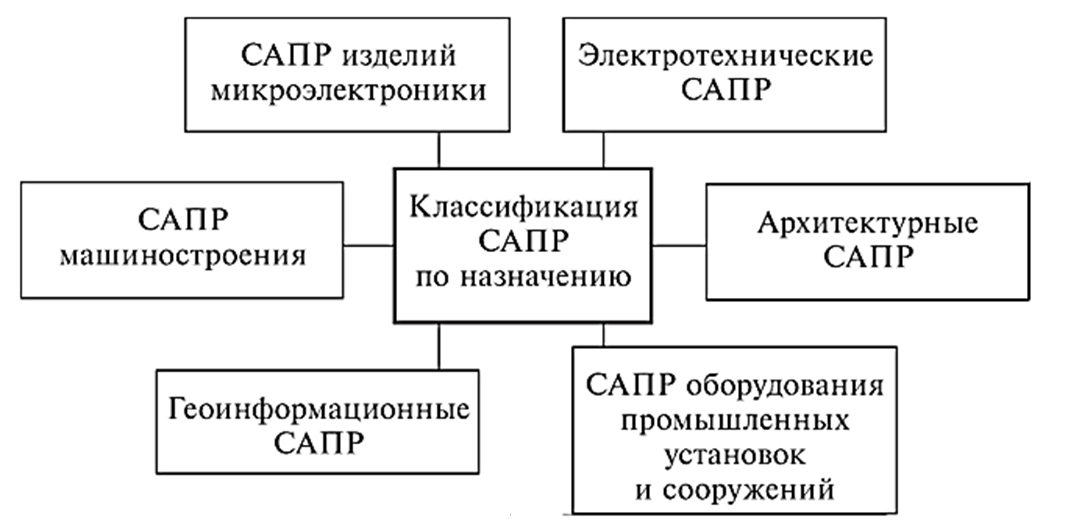 САПР изделий
микроэлектроники
Электротехнические
САПР
САПР
машиностроения
Классификация
САПР
по назначению
Архитектурные
САПР
Геоинформационные
САПР
САПР оборудования
промышленных
установок
и сооружений